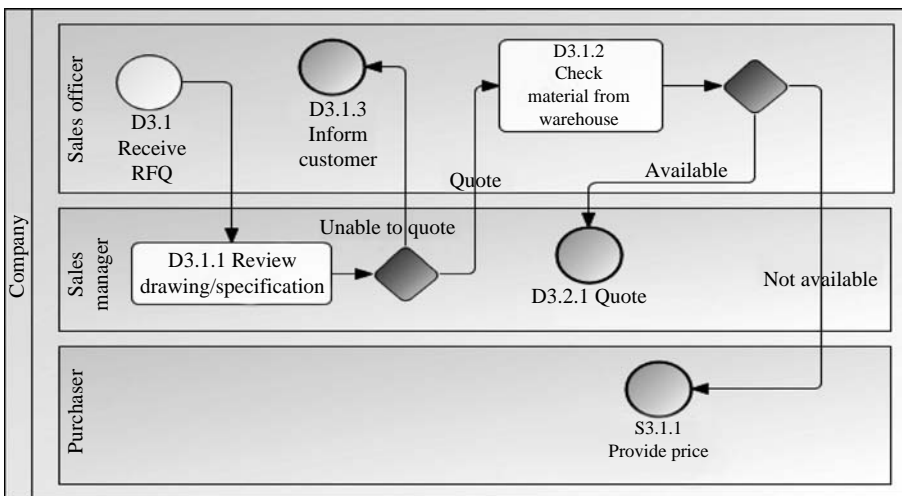 Company
Sales officer
D3.1
Receive
RFQ
D3.1.3
Inform
customer
D3.1.2
Check
material from
warehouse
Quote
Available
Unable to quote
Sales
manager
D3.1.1 Review
drawing/specification
D3.2.1 Quote
Not available
Purchaser
S3.1.1
Provide price